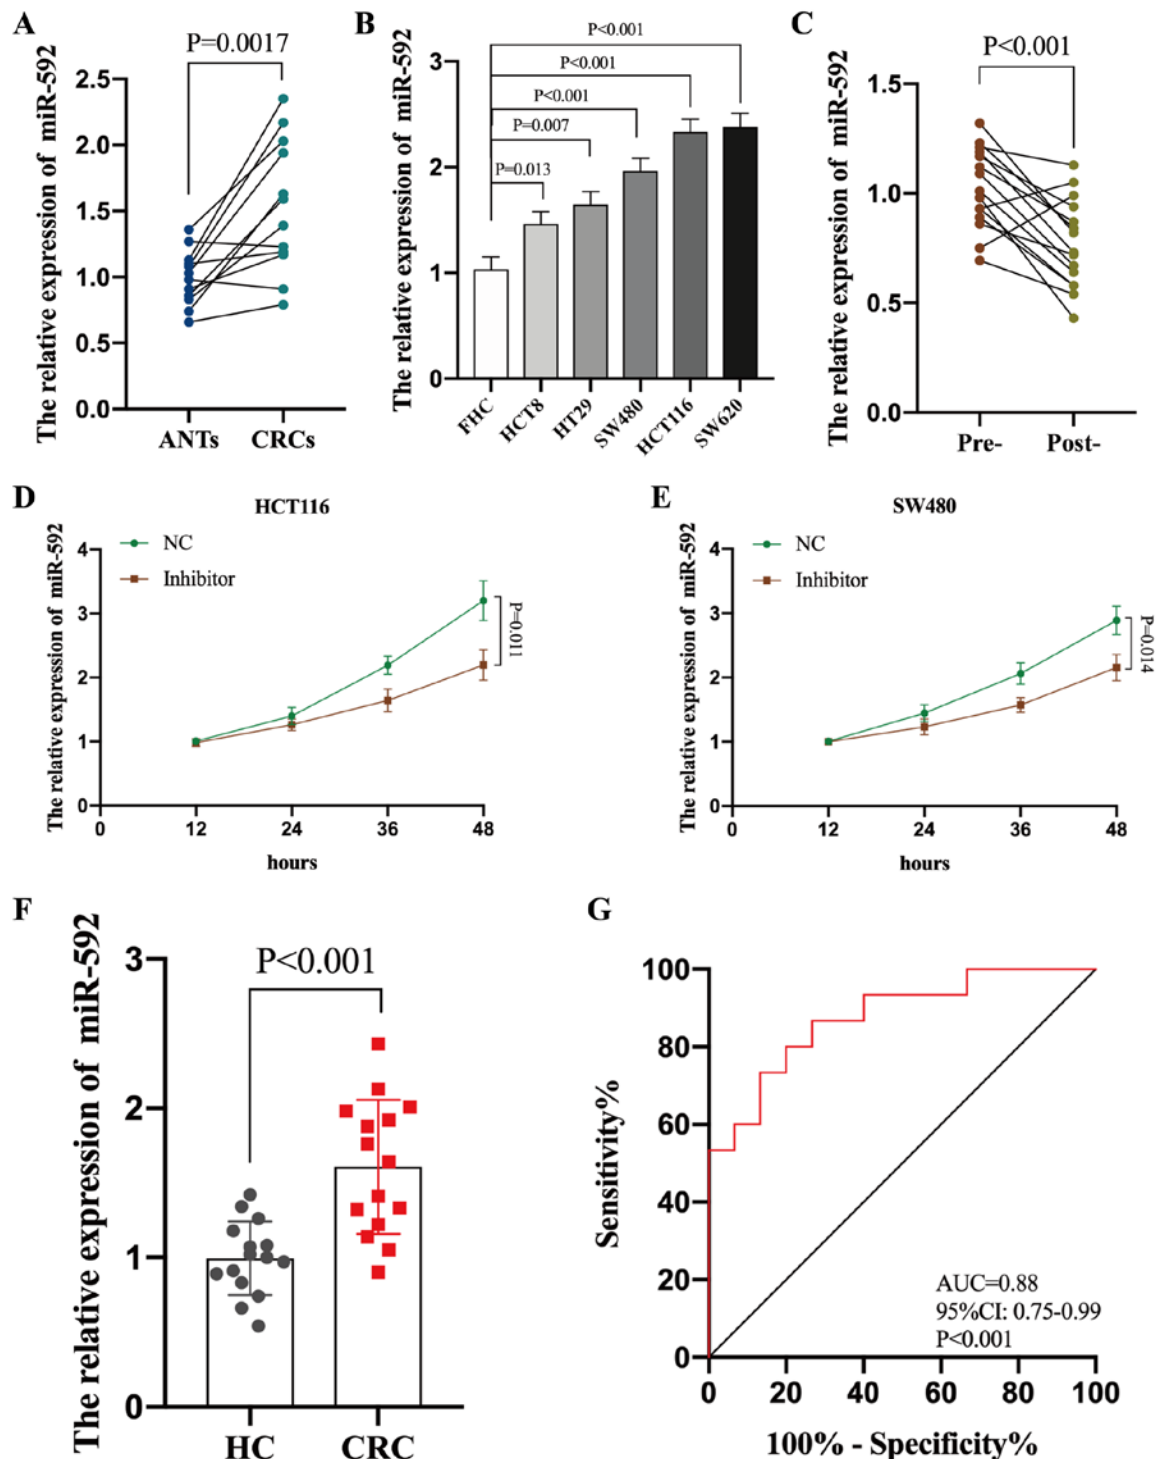 A
P=0.0017
The relative expression of miR-592
2.5
2.0
1.5
1.0
0.5
0.0
ANTs
CRCs
B
P<0.001
P<0.001
P<0.001
P=0.007
P=0.013
The relative expression of miR-592
3
2
1
0
FHC
HCT8
HT29
SW480
HCT116
SW620
C
P<0.001
The relative expression of miR-592
1.5
1.0
0.5
0.0
Pre-
Post-
D
HCT116
NC
Inhibitor
The relative expression of miR-592
4
3
2
1
0
P=0.011
0
12
24
36
48
hours
E
SW480
NC
Inhibitor
The relative expression of miR-592
4
3
2
1
0
P=0.014
0
12
24
36
48
hours
F
P<0.001
The relative expression of miR-592
3
2
1
0
HC
CRC
G
Sensitivity%
100
80
60
40
20
0
AUC=0.88
95%CI: 0.75-0.99
P<0.001
0
20
40
60
80
100
100% - Specificity%